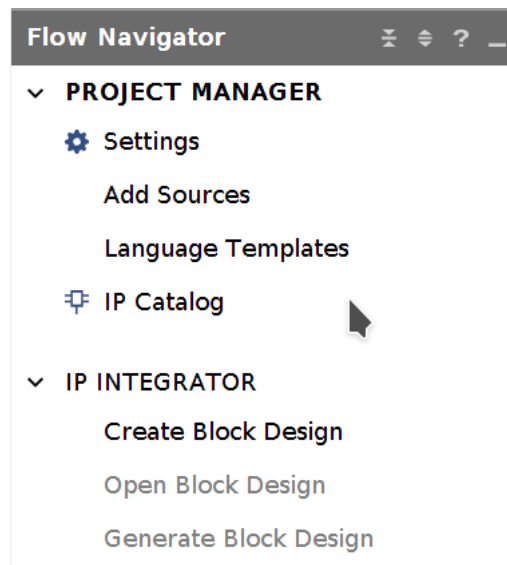 Flow Navigator ?
PROJECT MANAGER
Settings
Add Sources
Language Templates
IP Catalog
IP INTEGRATOR
Create Block Design
Open Block Design
Generate Block Design